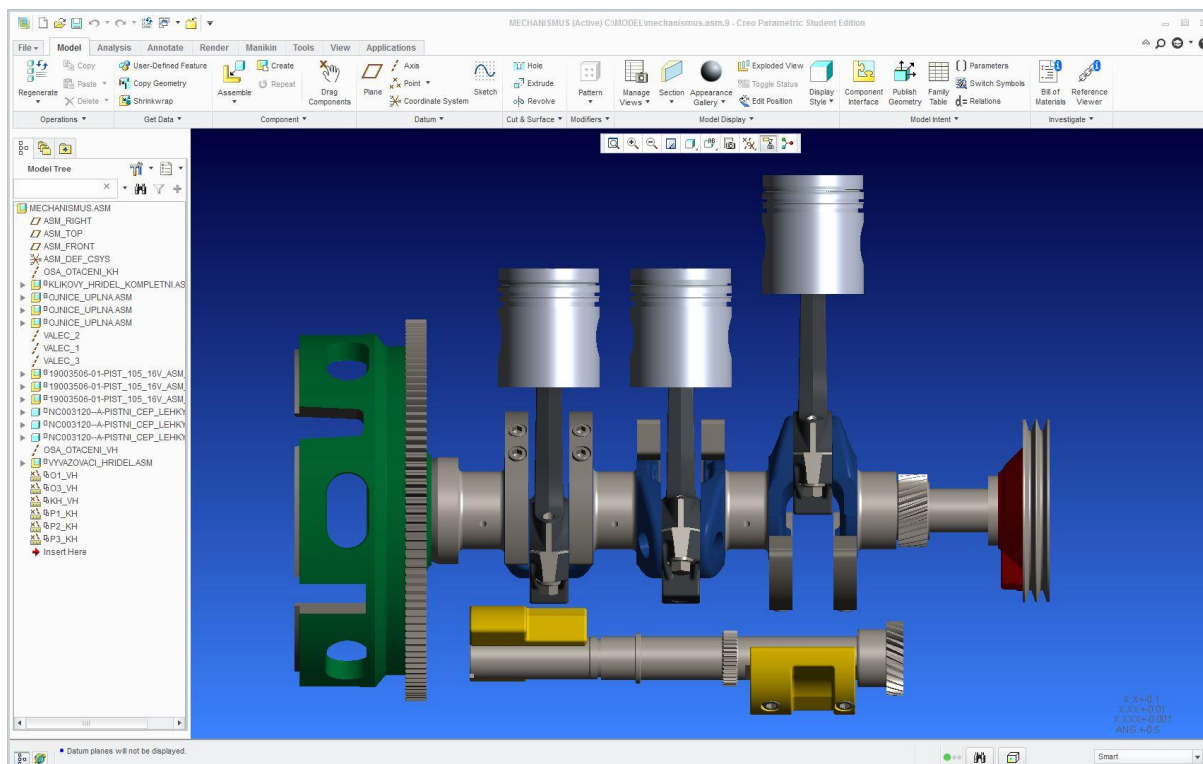 MECHANISMUS (Active) C:\MODEL\mechanismus.asm.9 - Creo Parametric Student Edition
File Model Analysis Annotate Render Manikin Tools View Applications
Regenerate
Copy
Paste
Delete
User-Defined Feature
Copy Geometry
Shrinkwrap
Assemble
Create
Repeat
Drag Components
Plane
Axis
Point
Coordinate System
Sketch
Hole
Extrude
Revolve
Pattern
Manage Views
Section
Appearance Gallery
Exploded View
Toggle Status
Edit Position
Display Style
Component Interface
Publish Geometry
Family Table
Parameters
Switch Symbols
d= Relations
Bill of Materials
Reference Viewer
Operations Get Data Component Datum Cut & Surface Modifiers Model Display Model Intent Investigate
Model Tree
MECHANISMUS.ASM
ASM_RIGHT
ASM_TOP
ASM_FRONT
ASM_DEF_CSYS
OSA_OTACENI_KH
KLIKOVY_HRIDEL_KOMPLETNI.AS
OJNICE_UPLNA.ASM
OJNICE_UPLNA.ASM
OJNICE_UPLNA.ASM
VALEC_2
VALEC_1
VALEC_3
19003506-01-PIST_105_16V_ASM_
19003506-01-PIST_105_16V_ASM_
19003506-01-PIST_105_16V_ASM_
NC003120--A-PISTNI_CEP_LEHKY
NC003120--A-PISTNI_CEP_LEHKY
NC003120--A-PISTNI_CEP_LEHKY
OSA_OTACENI_VH
VYVAZOVACI_HRIDEL.ASM
O1_VH
O3_VH
KH_VH
P1_KH
P2_KH
P3_KH
Insert Here
X.X+-0.1
X.XX+-0.01
X.XXX+-0.001
ANG.+-0.5
Datum planes will not be displayed.
Smart